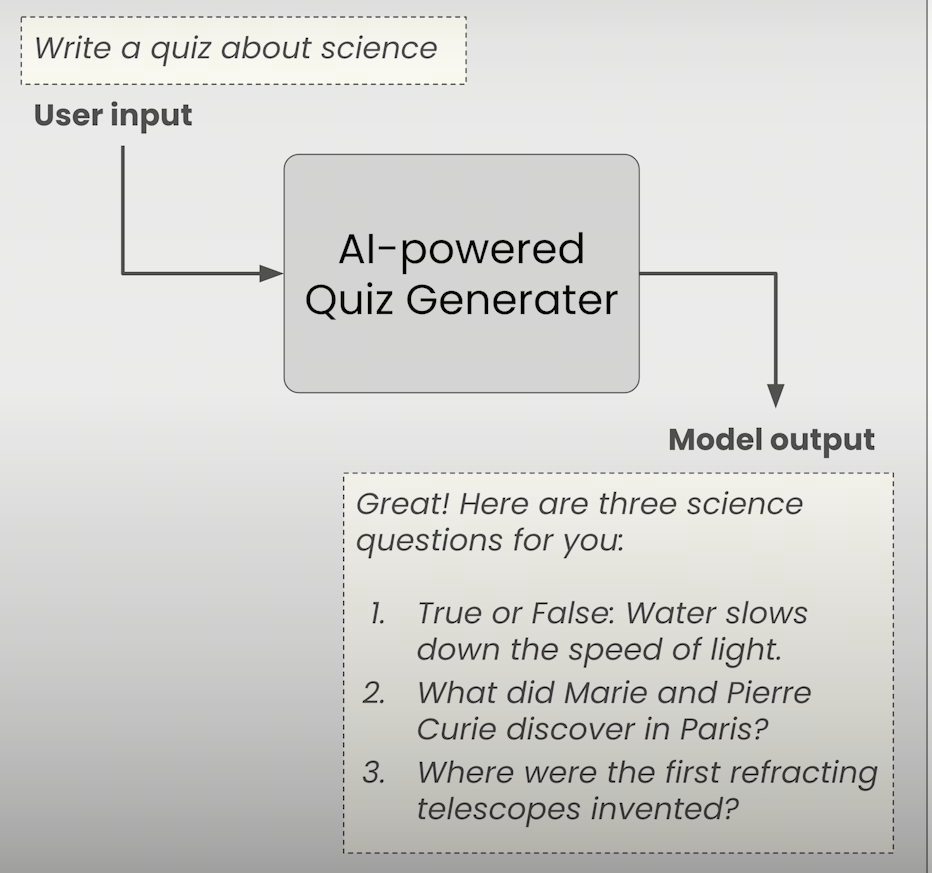 Write a quiz about science
User input
AI-powered
Quiz Generater
Model output
Great! Here are three science
questions for you:
1. True or False: Water slows
down the speed of light.
2. What did Marie and Pierre
Curie discover in Paris?
3. Where were the first refracting
telescopes invented?